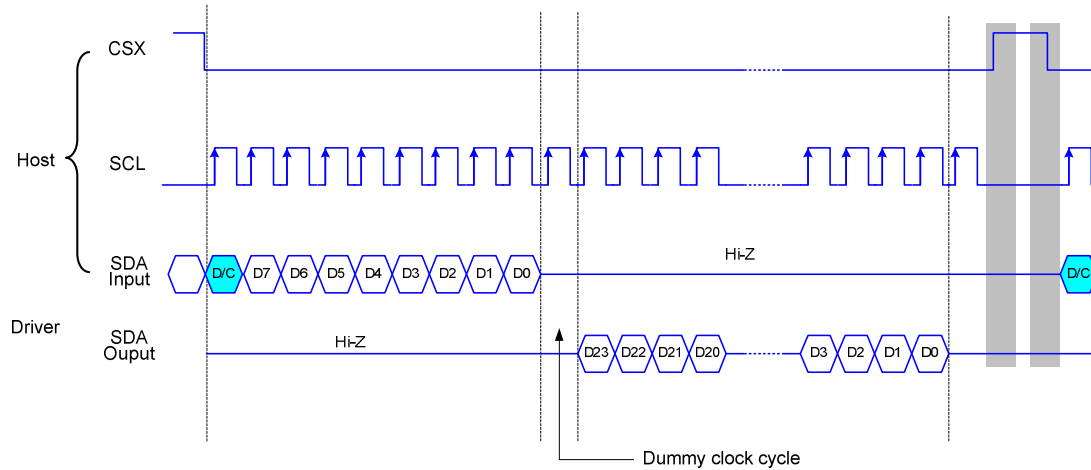 CSX
Host
SCL
SDA
Input
D/C D7 D6 D5 D4 D3 D2 D1 D0
Hi-Z
D/C
Driver
SDA
Ouput
Hi-Z
D23 D22 D21 D20
D3 D2 D1 D0
Dummy clock cycle